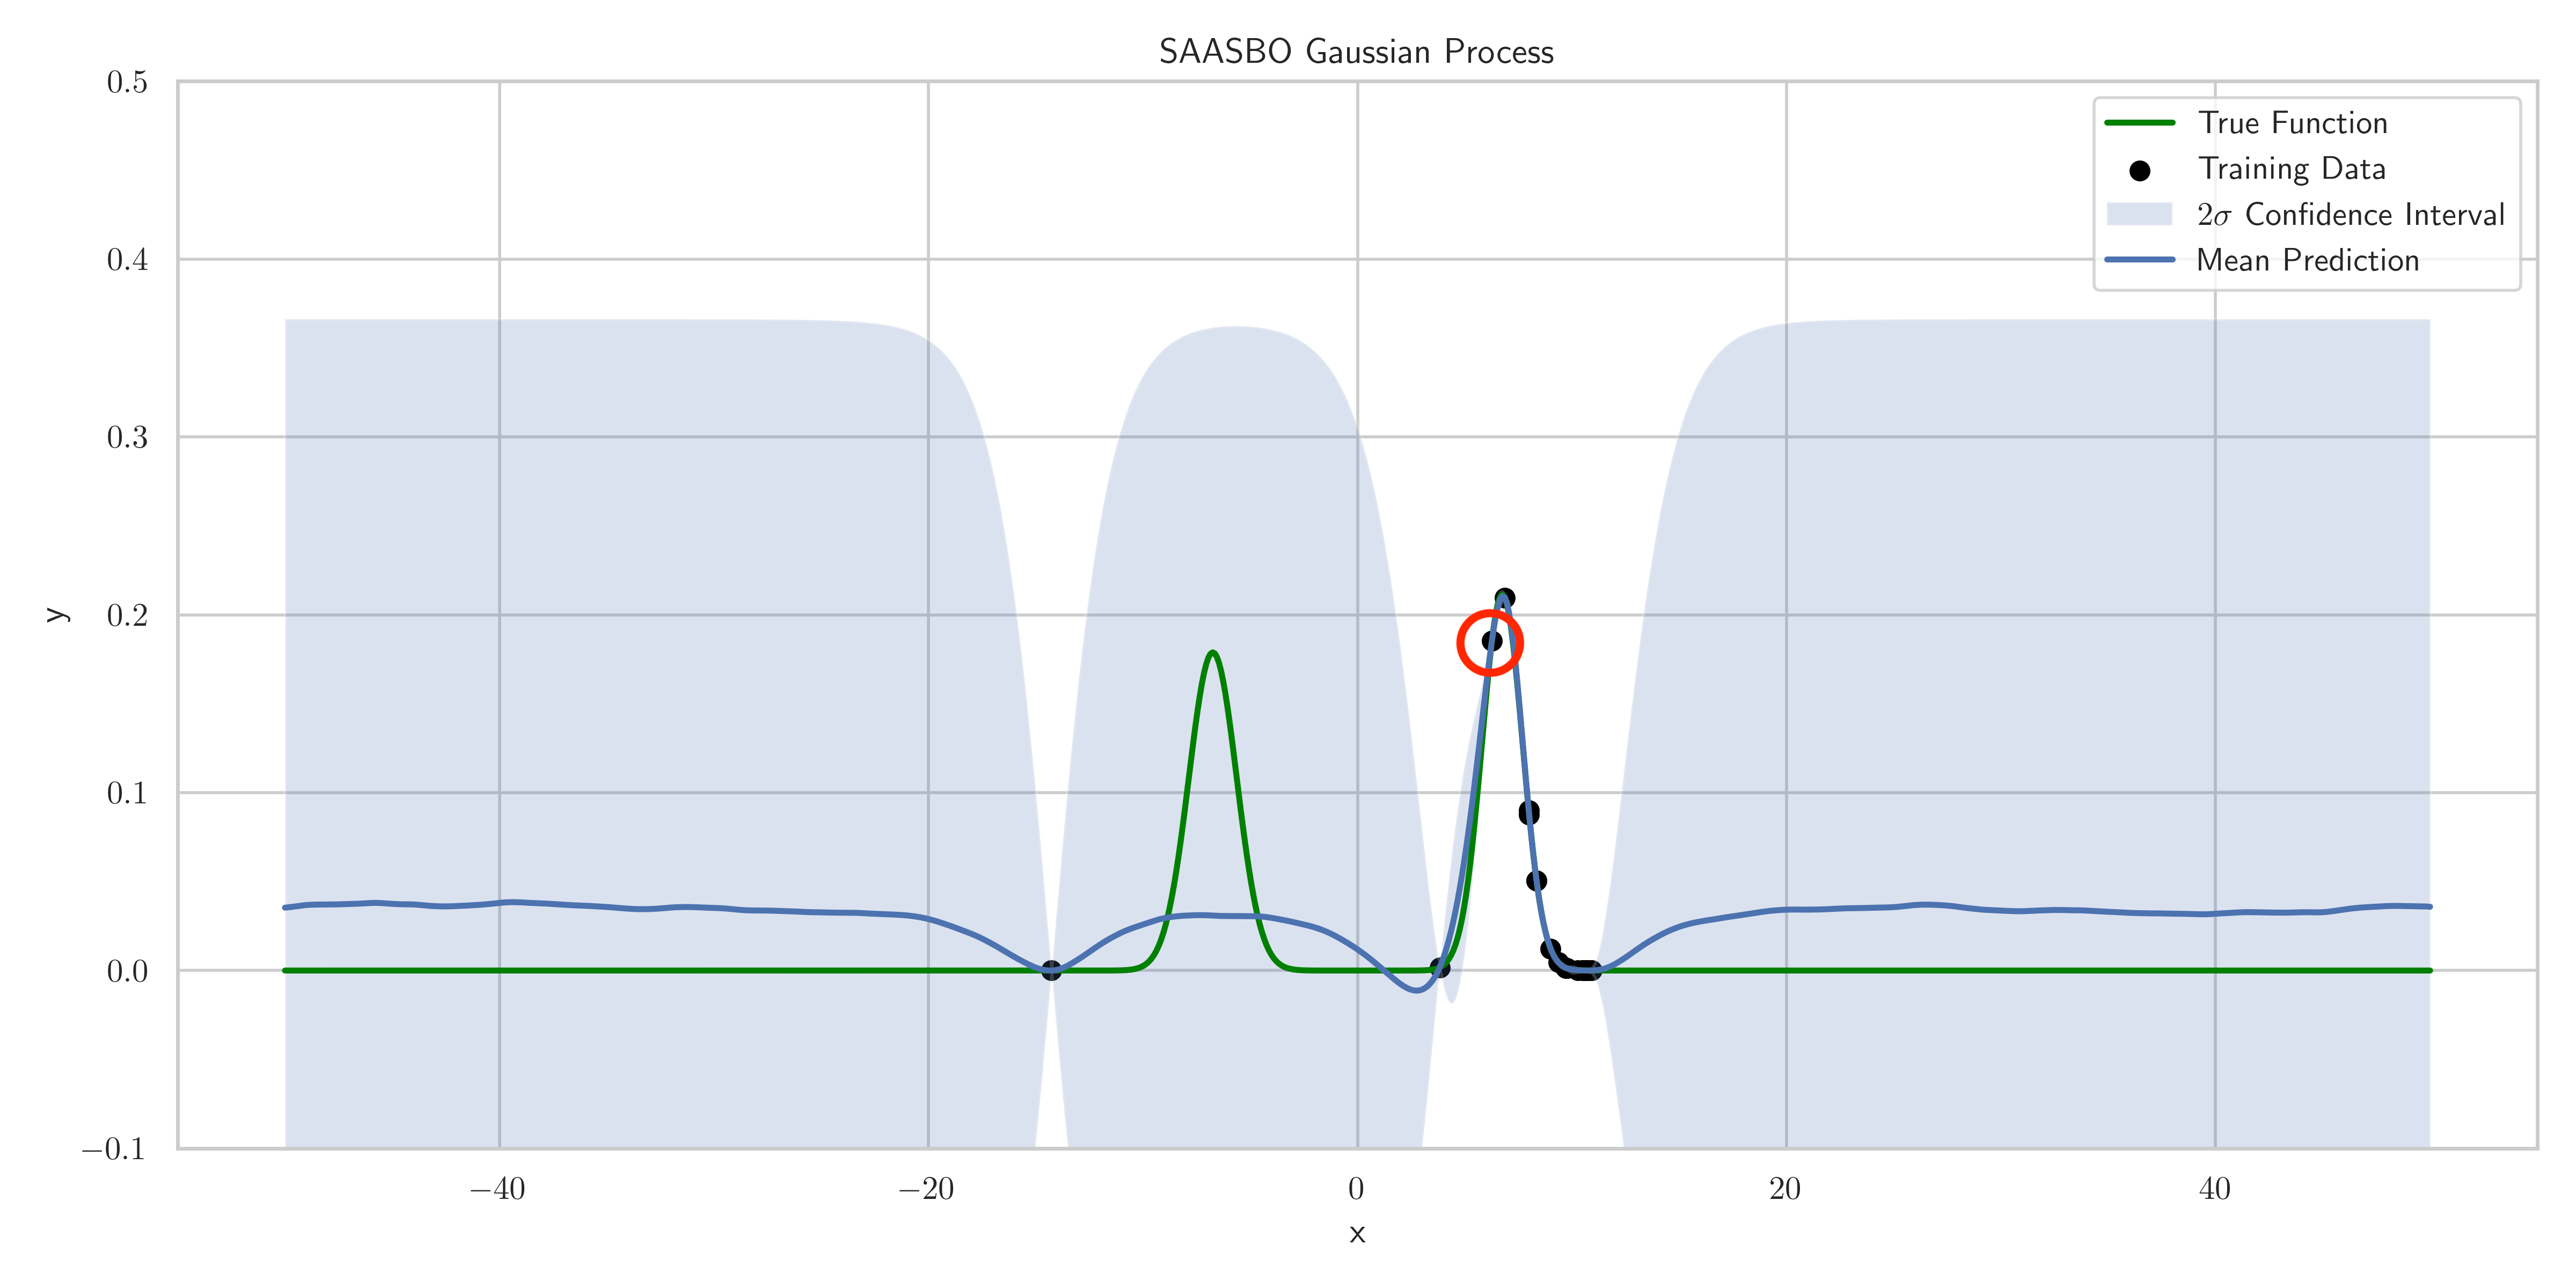 SAASBO Gaussian Process
0.5
0.4
0.3
0.2
0.1
0.0
−0.1
y
True Function
Training Data
2σ Confidence Interval
Mean Prediction
−40
−20
0
20
40
x